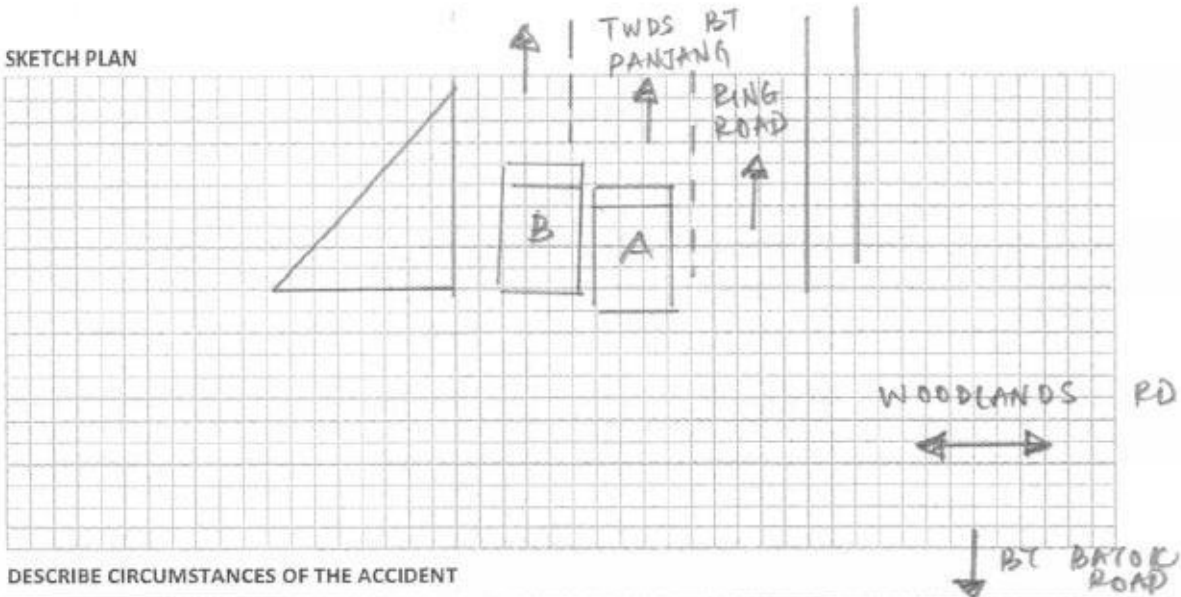 SKETCH PLAN
TWDS BT
PANJANG
RING
ROAD
B
A
WOODLANDS RD
BT BATOK
ROAD
DESCRIBE CIRCUMSTANCES OF THE ACCIDENT